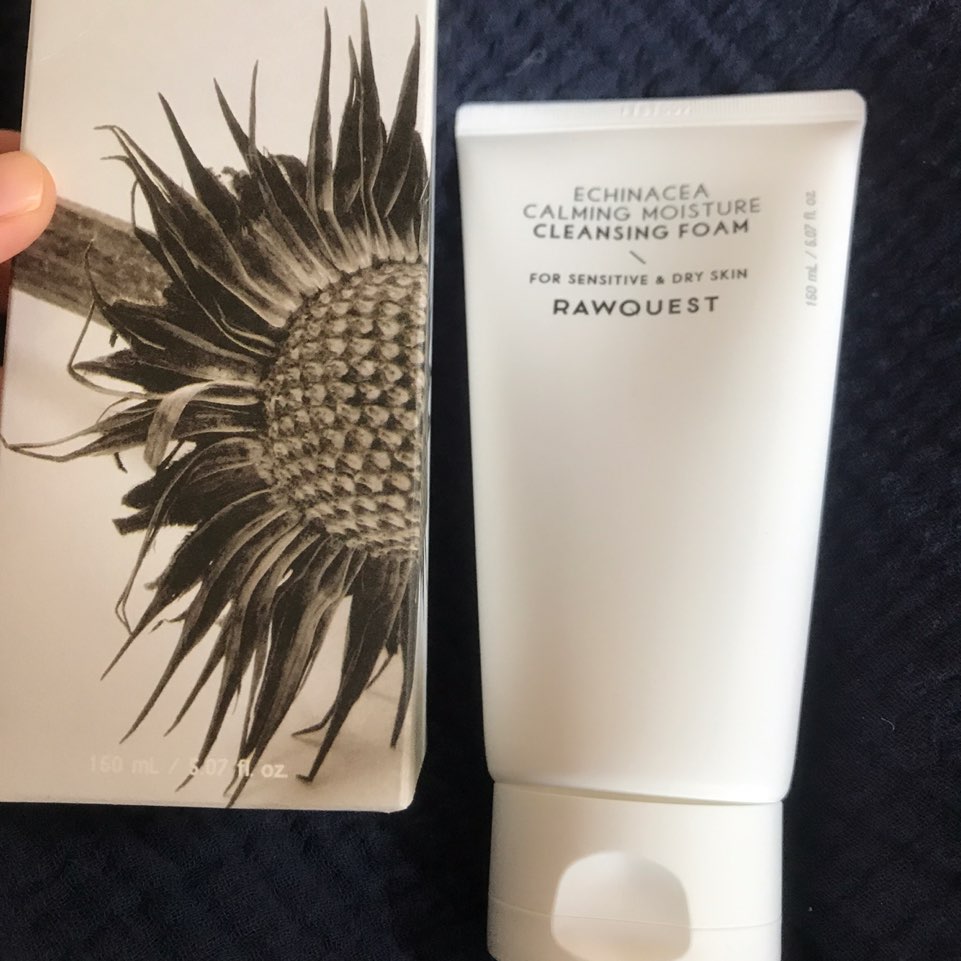 150 mL / 5.07 fl. oz.
ECHINACEA
CALMING MOISTURE
CLEANSING FOAM
\
FOR SENSITIVE & DRY SKIN
RAWQUEST
150 mL / 5.07 fl. oz